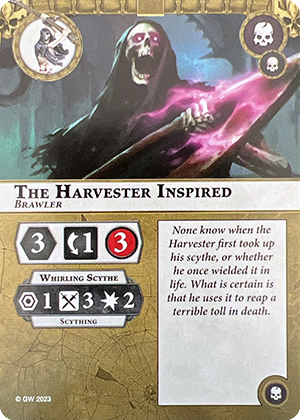 The Harvester Inspired
Brawler
3 1 3
Whirling Scythe
1 3 2
Scything
None know when the
Harvester first took up
his scythe, or whether
he once wielded it in
life. What is certain is
that he uses it to reap a
terrible toll in death.
© GW 2023